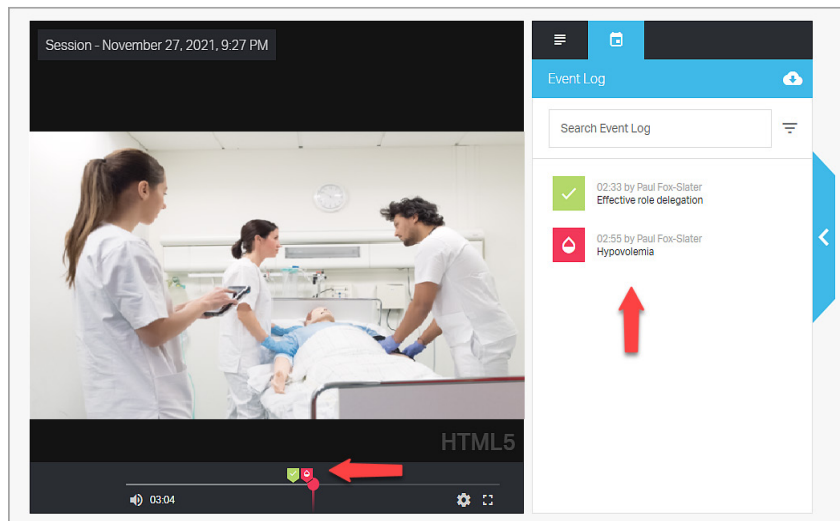 Session - November 27, 2021, 9:27 PM
HTML5
03:04
Event Log
Search Event Log
02:33 by Paul Fox-Slater
Effective role delegation
02:55 by Paul Fox-Slater
Hypovolemia